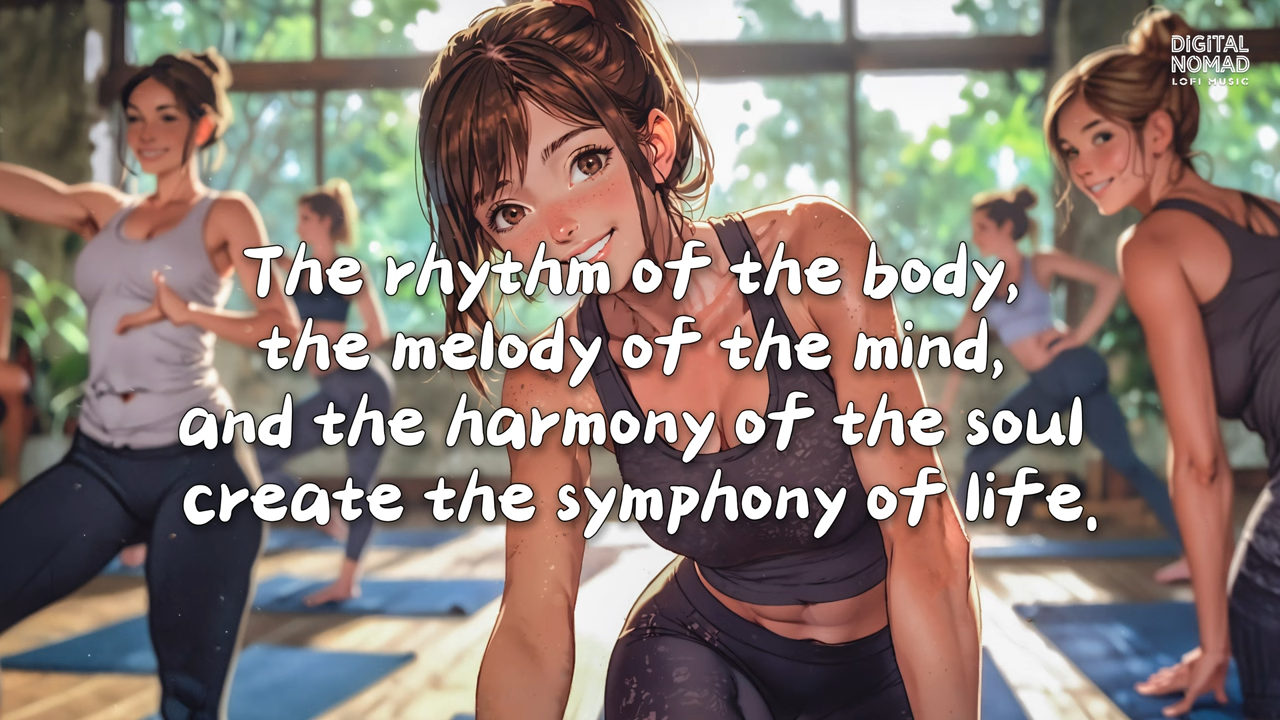 DIGITAL
NOMAD
LOFI MUSIC
The rhythm of the body,
the melody of the mind,
and the harmony of the soul
create the symphony of life.